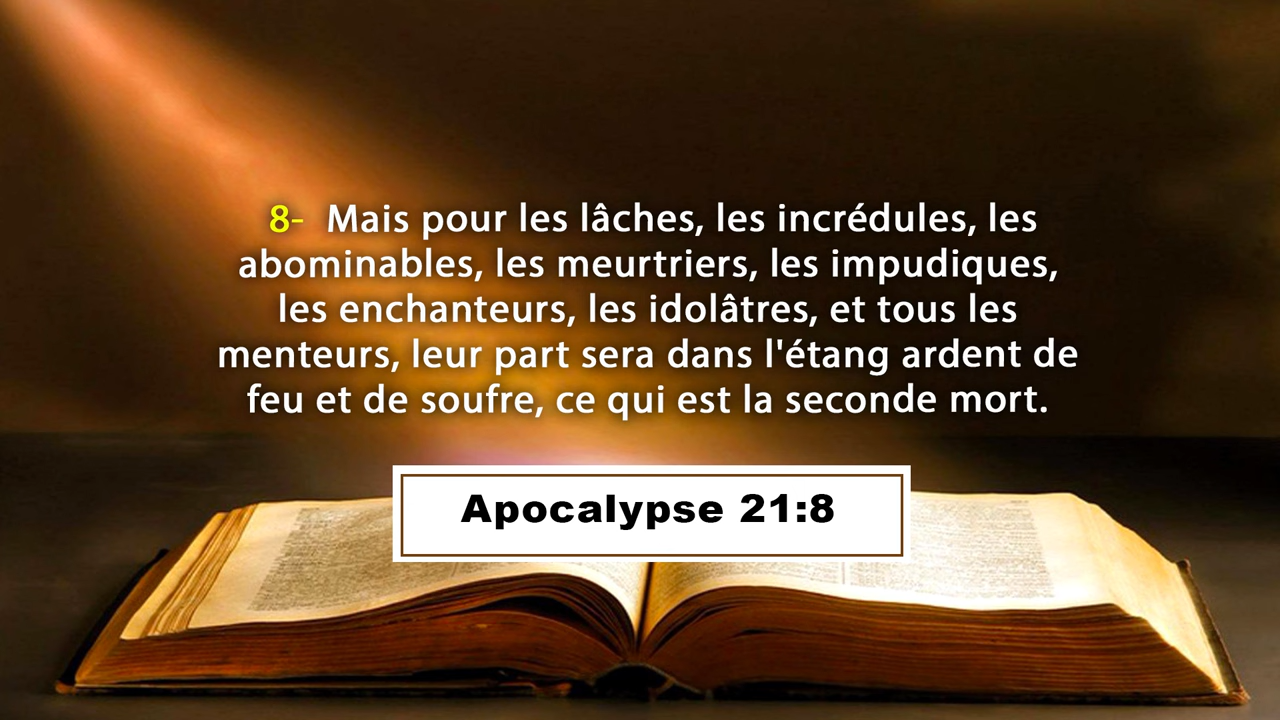 8- Mais pour les lâches, les incrédules, les
abominables, les meurtriers, les impudiques,
les enchanteurs, les idolâtres, et tous les
menteurs, leur part sera dans l'étang ardent de
feu et de soufre, ce qui est la seconde mort.
Apocalypse 21:8